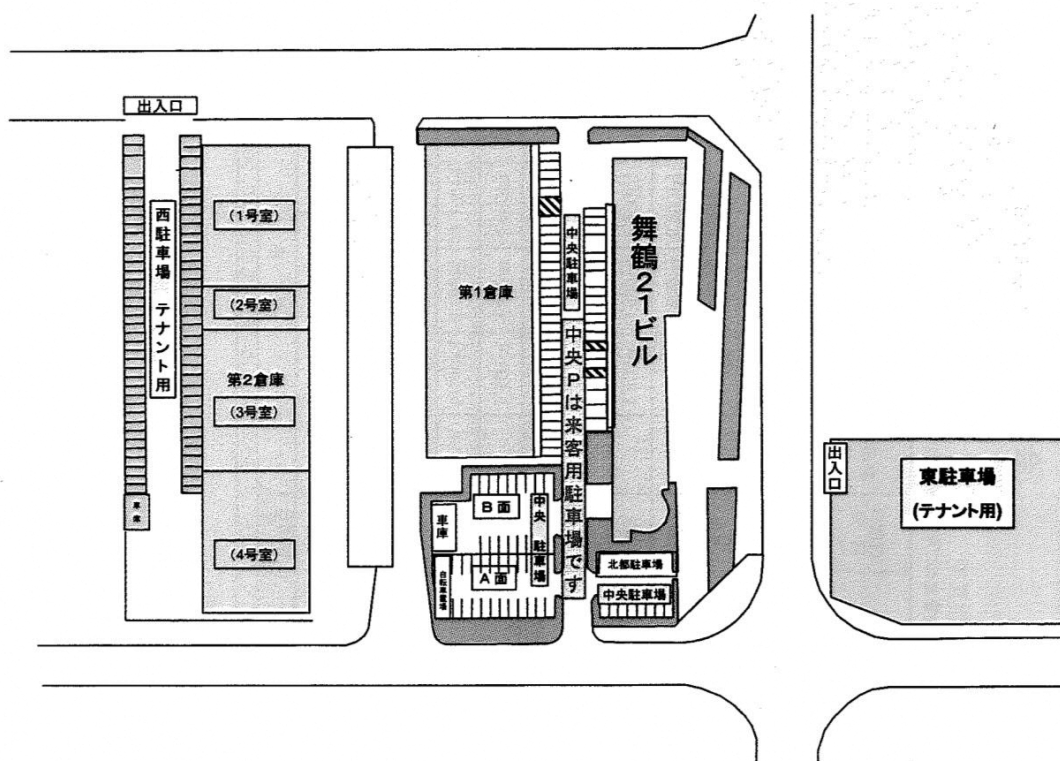 出入口
西駐車場 テナント用
(1号室)
(2号室)
第2倉庫
(3号室)
(4号室)
車庫
第1倉庫
中央駐車場
中央Pは来客用駐車場です
舞鶴21ビル
B面
A面
中央駐車場
車庫
自転車置場
北都駐車場
中央駐車場
出入口
東駐車場
(テナント用)